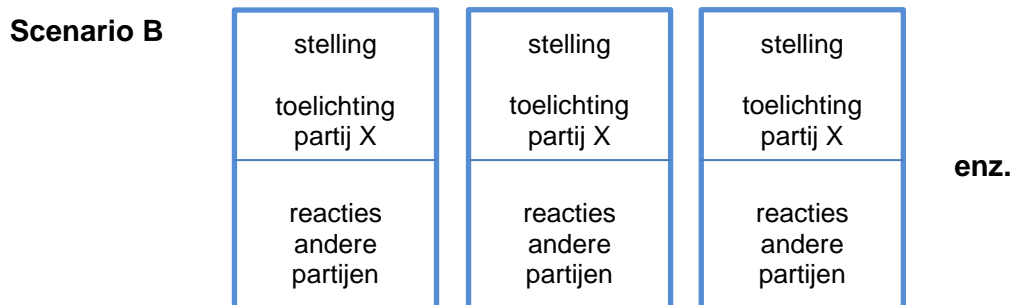 Scenario B
stelling
toelichting
partij X
reacties
andere
partijen
stelling
toelichting
partij X
reacties
andere
partijen
stelling
toelichting
partij X
reacties
andere
partijen
enz.